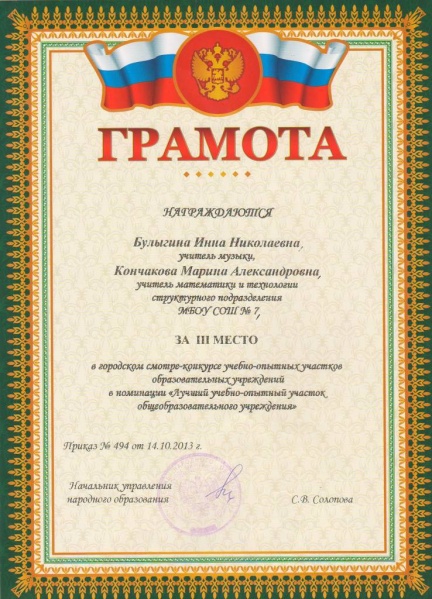 ГРАМОТА
НАГРАЖДАЮТСЯ
Булыгина Инна Николаевна,
учитель музыки,
Кончакова Марина Александровна,
учитель математики и технологии
структурного подразделения
МБОУ СОШ № 7,
ЗА III МЕСТО
в городском смотре-конкурсе учебно-опытных участков
образовательных учреждений
в номинации «Лучший учебно-опытный участок
общеобразовательного учреждения»
Приказ № 494 от 14.10.2013 г.
Начальник управления
народного образования
С.В. Солопова